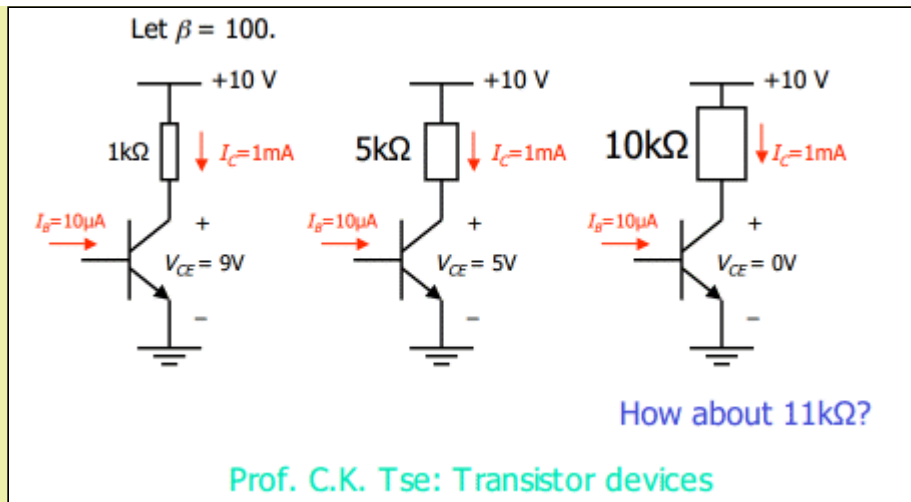 Let β = 100.
+10 V
+10 V
+10 V
1kΩ
I_C=1mA
5kΩ
I_C=1mA
10kΩ
I_C=1mA
I_B=10μA
+
I_B=10μA
+
I_B=10μA
+
V_CE = 9V
V_CE = 5V
V_CE = 0V
–
–
–
How about 11kΩ?
Prof. C.K. Tse: Transistor devices